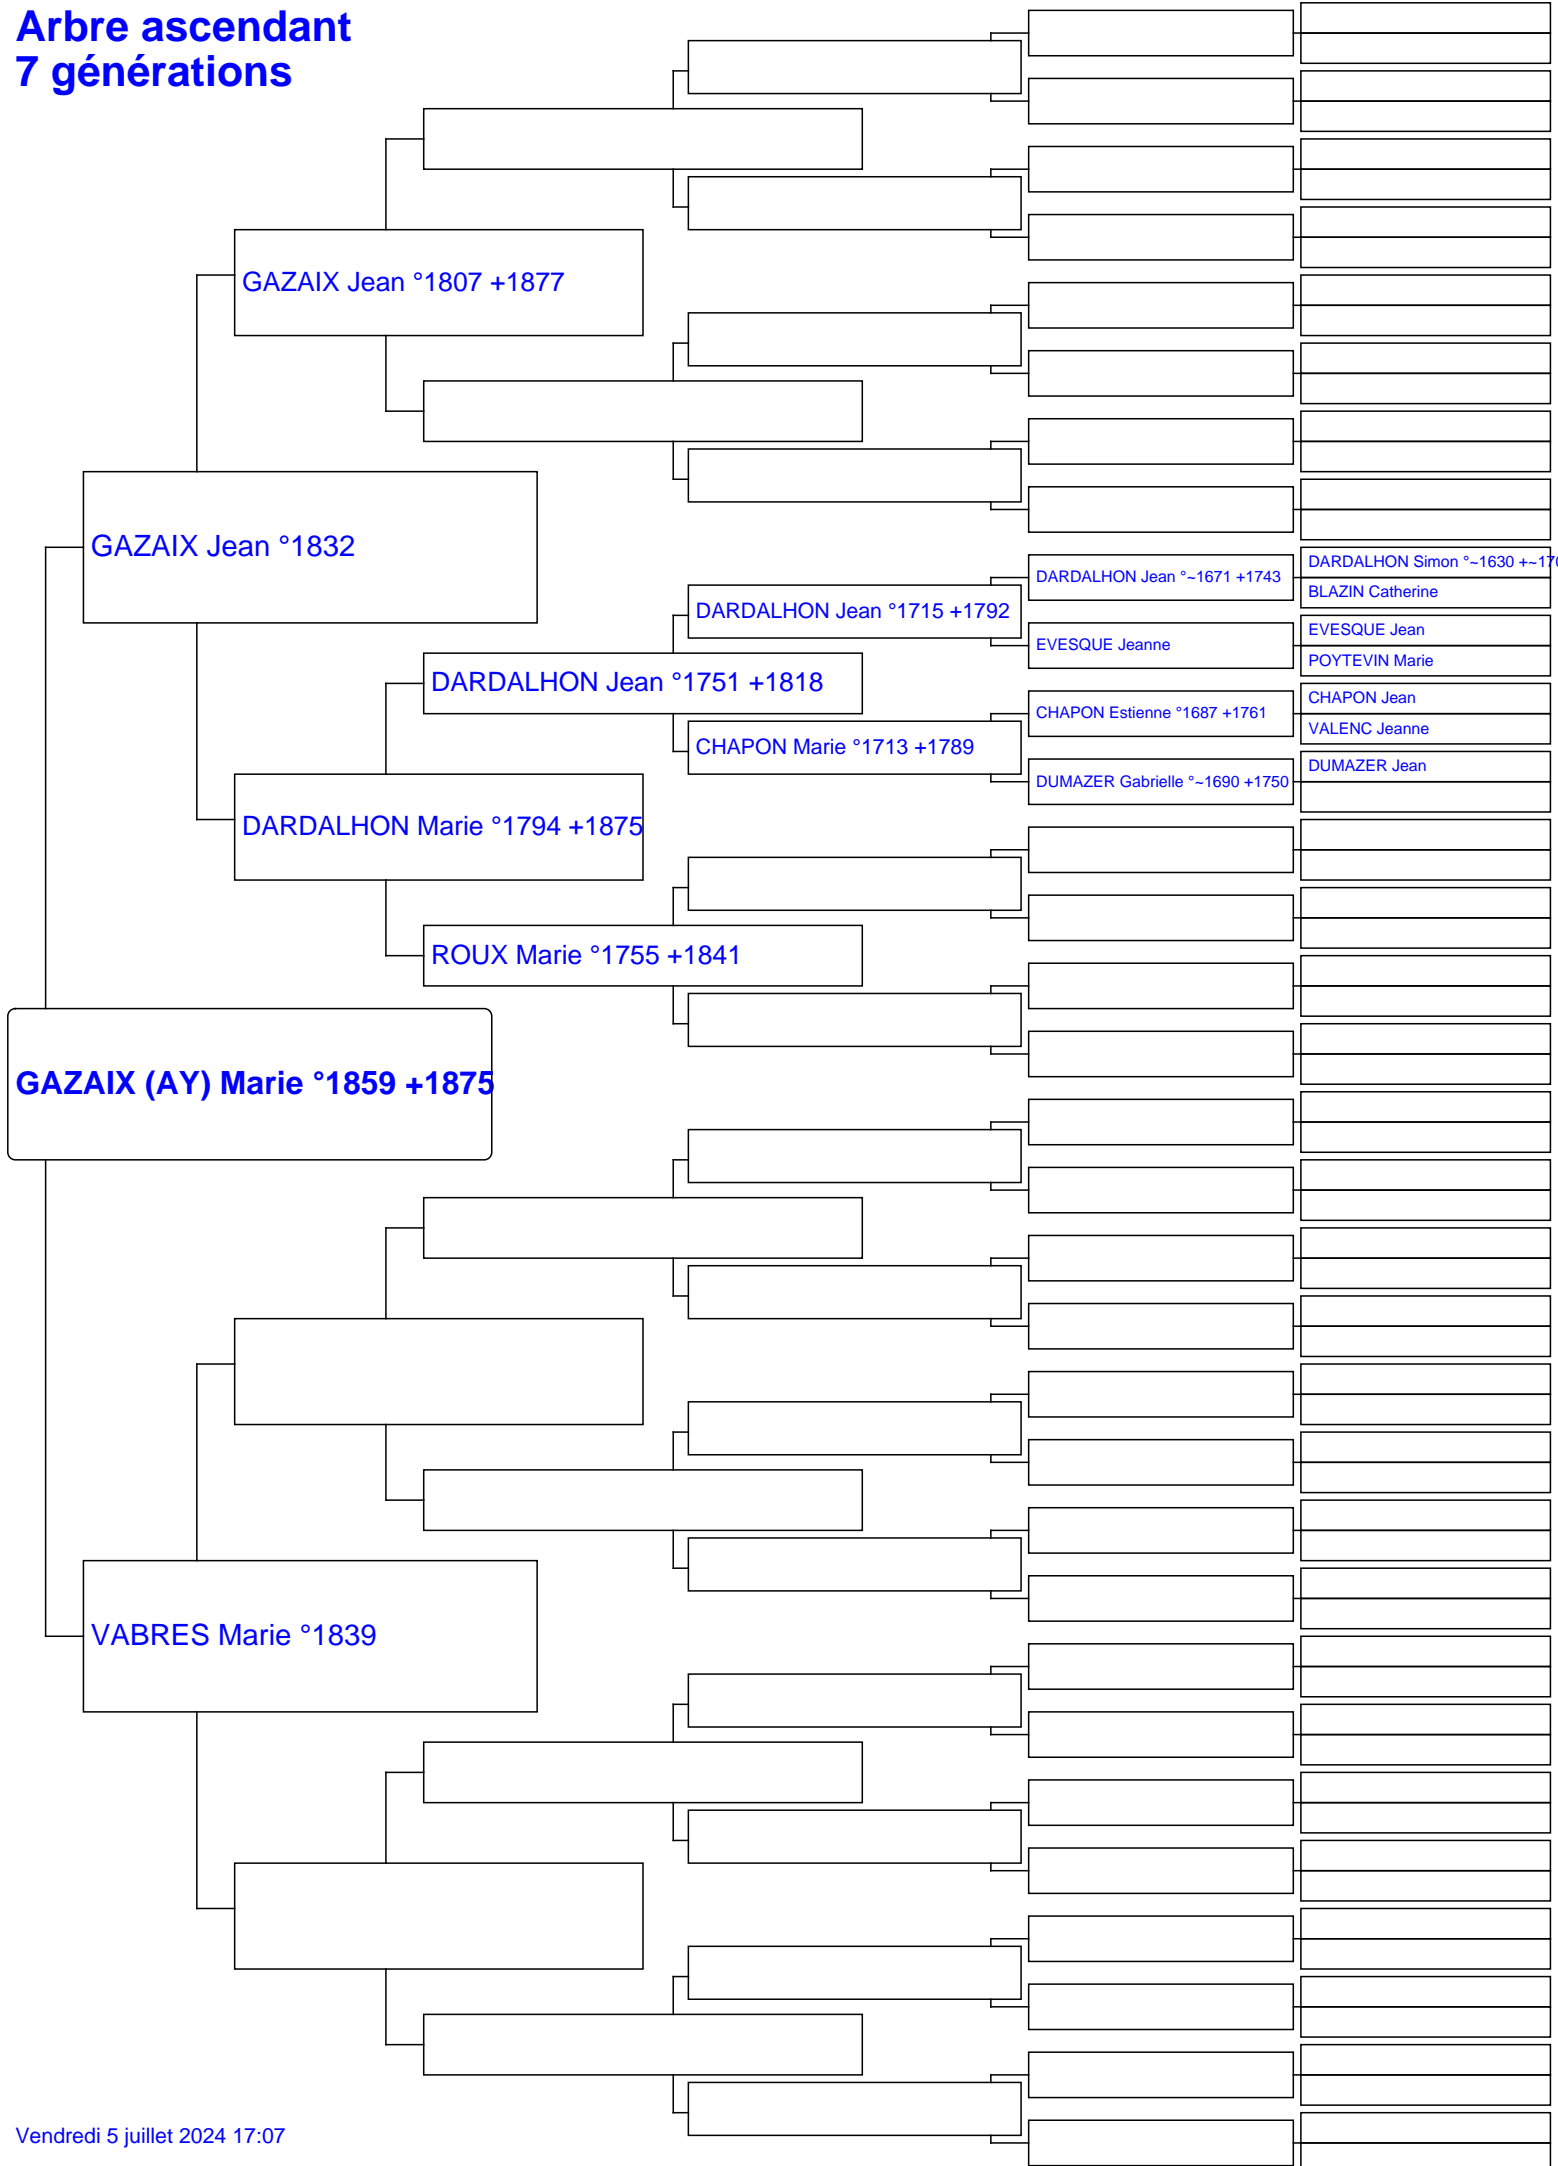 Arbre ascendant
7 générations
GAZAIX Jean °1807 +1877
GAZAIX Jean °1832
DARDALHON Simon °~1630 +~170
DARDALHON Jean °~1671 +1743
BLAZIN Catherine
DARDALHON Jean °1715 +1792
EVESQUE Jean
EVESQUE Jeanne
POYTEVIN Marie
DARDALHON Jean °1751 +1818
CHAPON Jean
CHAPON Estienne °1687 +1761
VALENC Jeanne
CHAPON Marie °1713 +1789
DUMAZER Jean
DUMAZER Gabrielle °~1690 +1750
DARDALHON Marie °1794 +1875
ROUX Marie °1755 +1841
GAZAIX (AY) Marie °1859 +1875
VABRES Marie °1839
Vendredi 5 juillet 2024 17:07